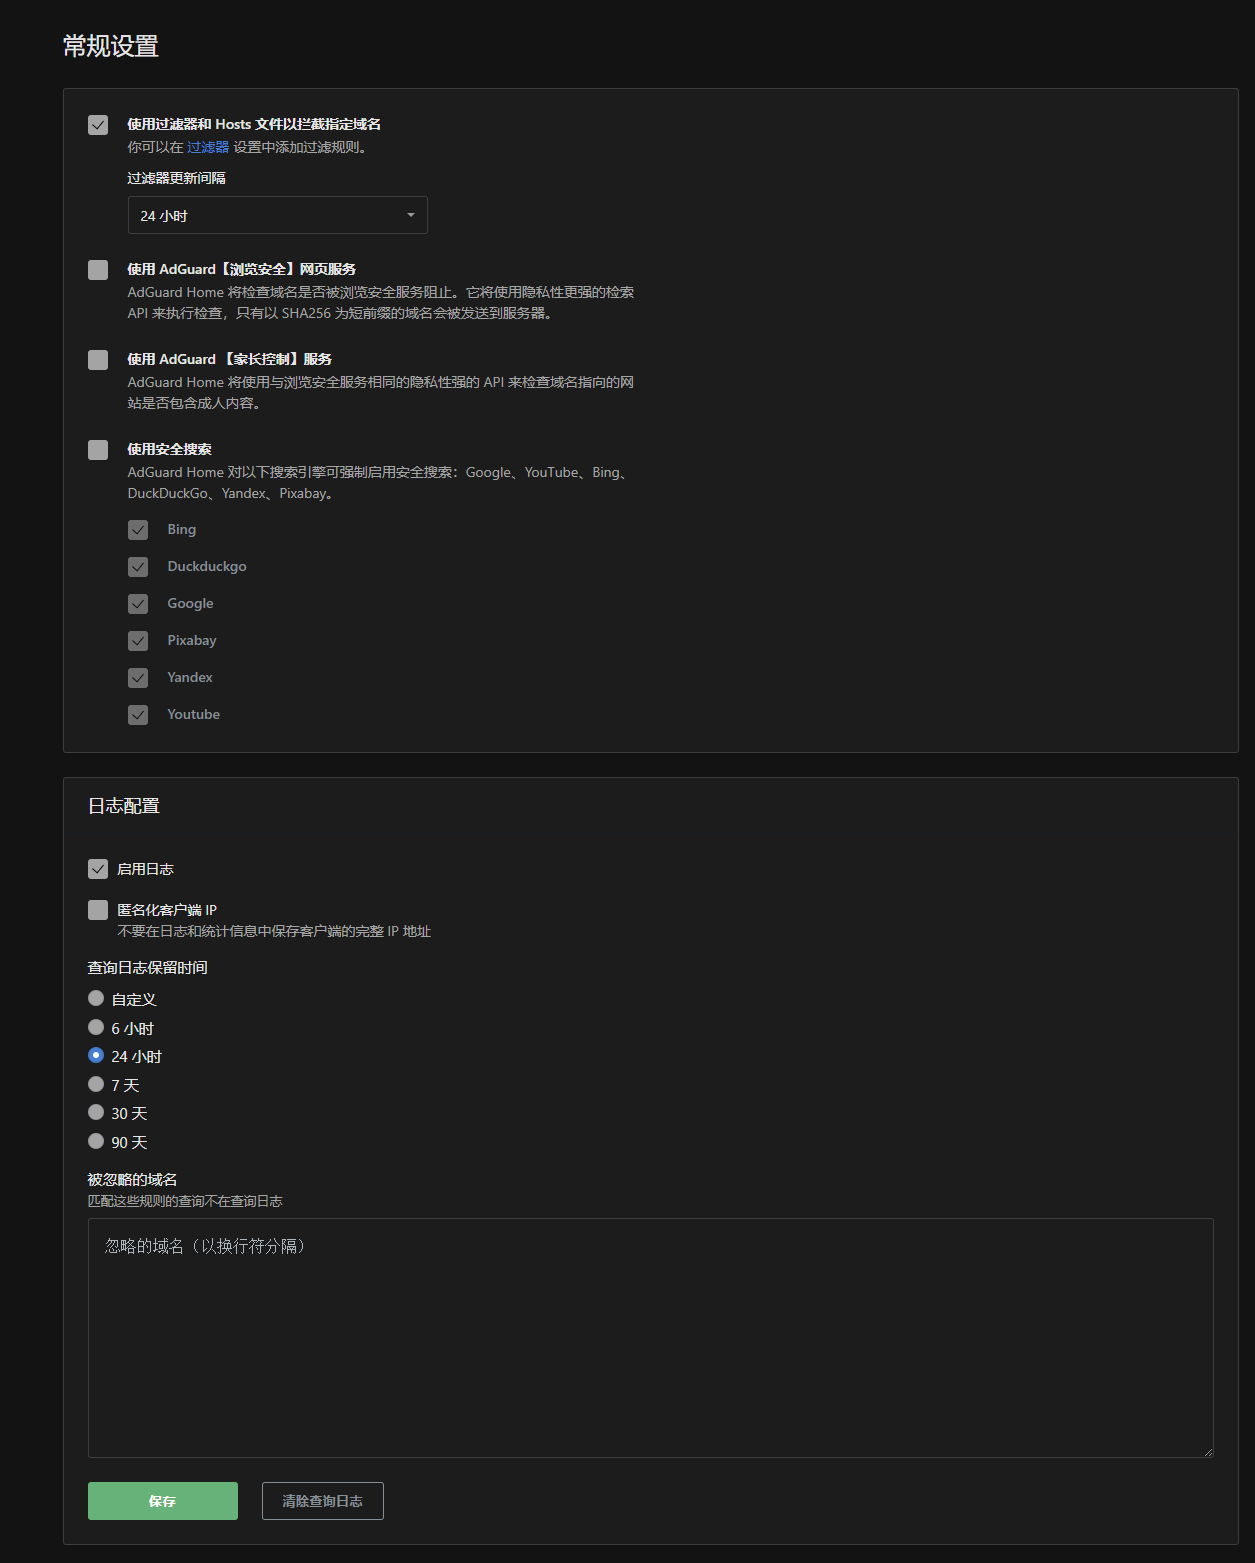 常规设置
使用过滤器和 Hosts 文件以拦截指定域名
你可以在 过滤器 设置中添加过滤规则。
过滤器更新间隔
24 小时
使用 AdGuard【浏览安全】网页服务
AdGuard Home 将检查域名是否被浏览安全服务阻止。它将使用隐私性更强的检索
API 来执行检查，只有以 SHA256 为短前缀的域名会被发送到服务器。
使用 AdGuard 【家长控制】服务
AdGuard Home 将使用与浏览安全服务相同的隐私性强的 API 来检查域名指向的网
站是否包含成人内容。
使用安全搜索
AdGuard Home 对以下搜索引擎可强制启用安全搜索：Google、YouTube、Bing、
DuckDuckGo、Yandex、Pixabay。
Bing
Duckduckgo
Google
Pixabay
Yandex
Youtube
日志配置
启用日志
匿名化客户端 IP
不要在日志和统计信息中保存客户端的完整 IP 地址
查询日志保留时间
自定义
6 小时
24 小时
7 天
30 天
90 天
被忽略的域名
匹配这些规则的查询不在查询日志
忽略的域名（以换行符分隔）
保存
清除查询日志